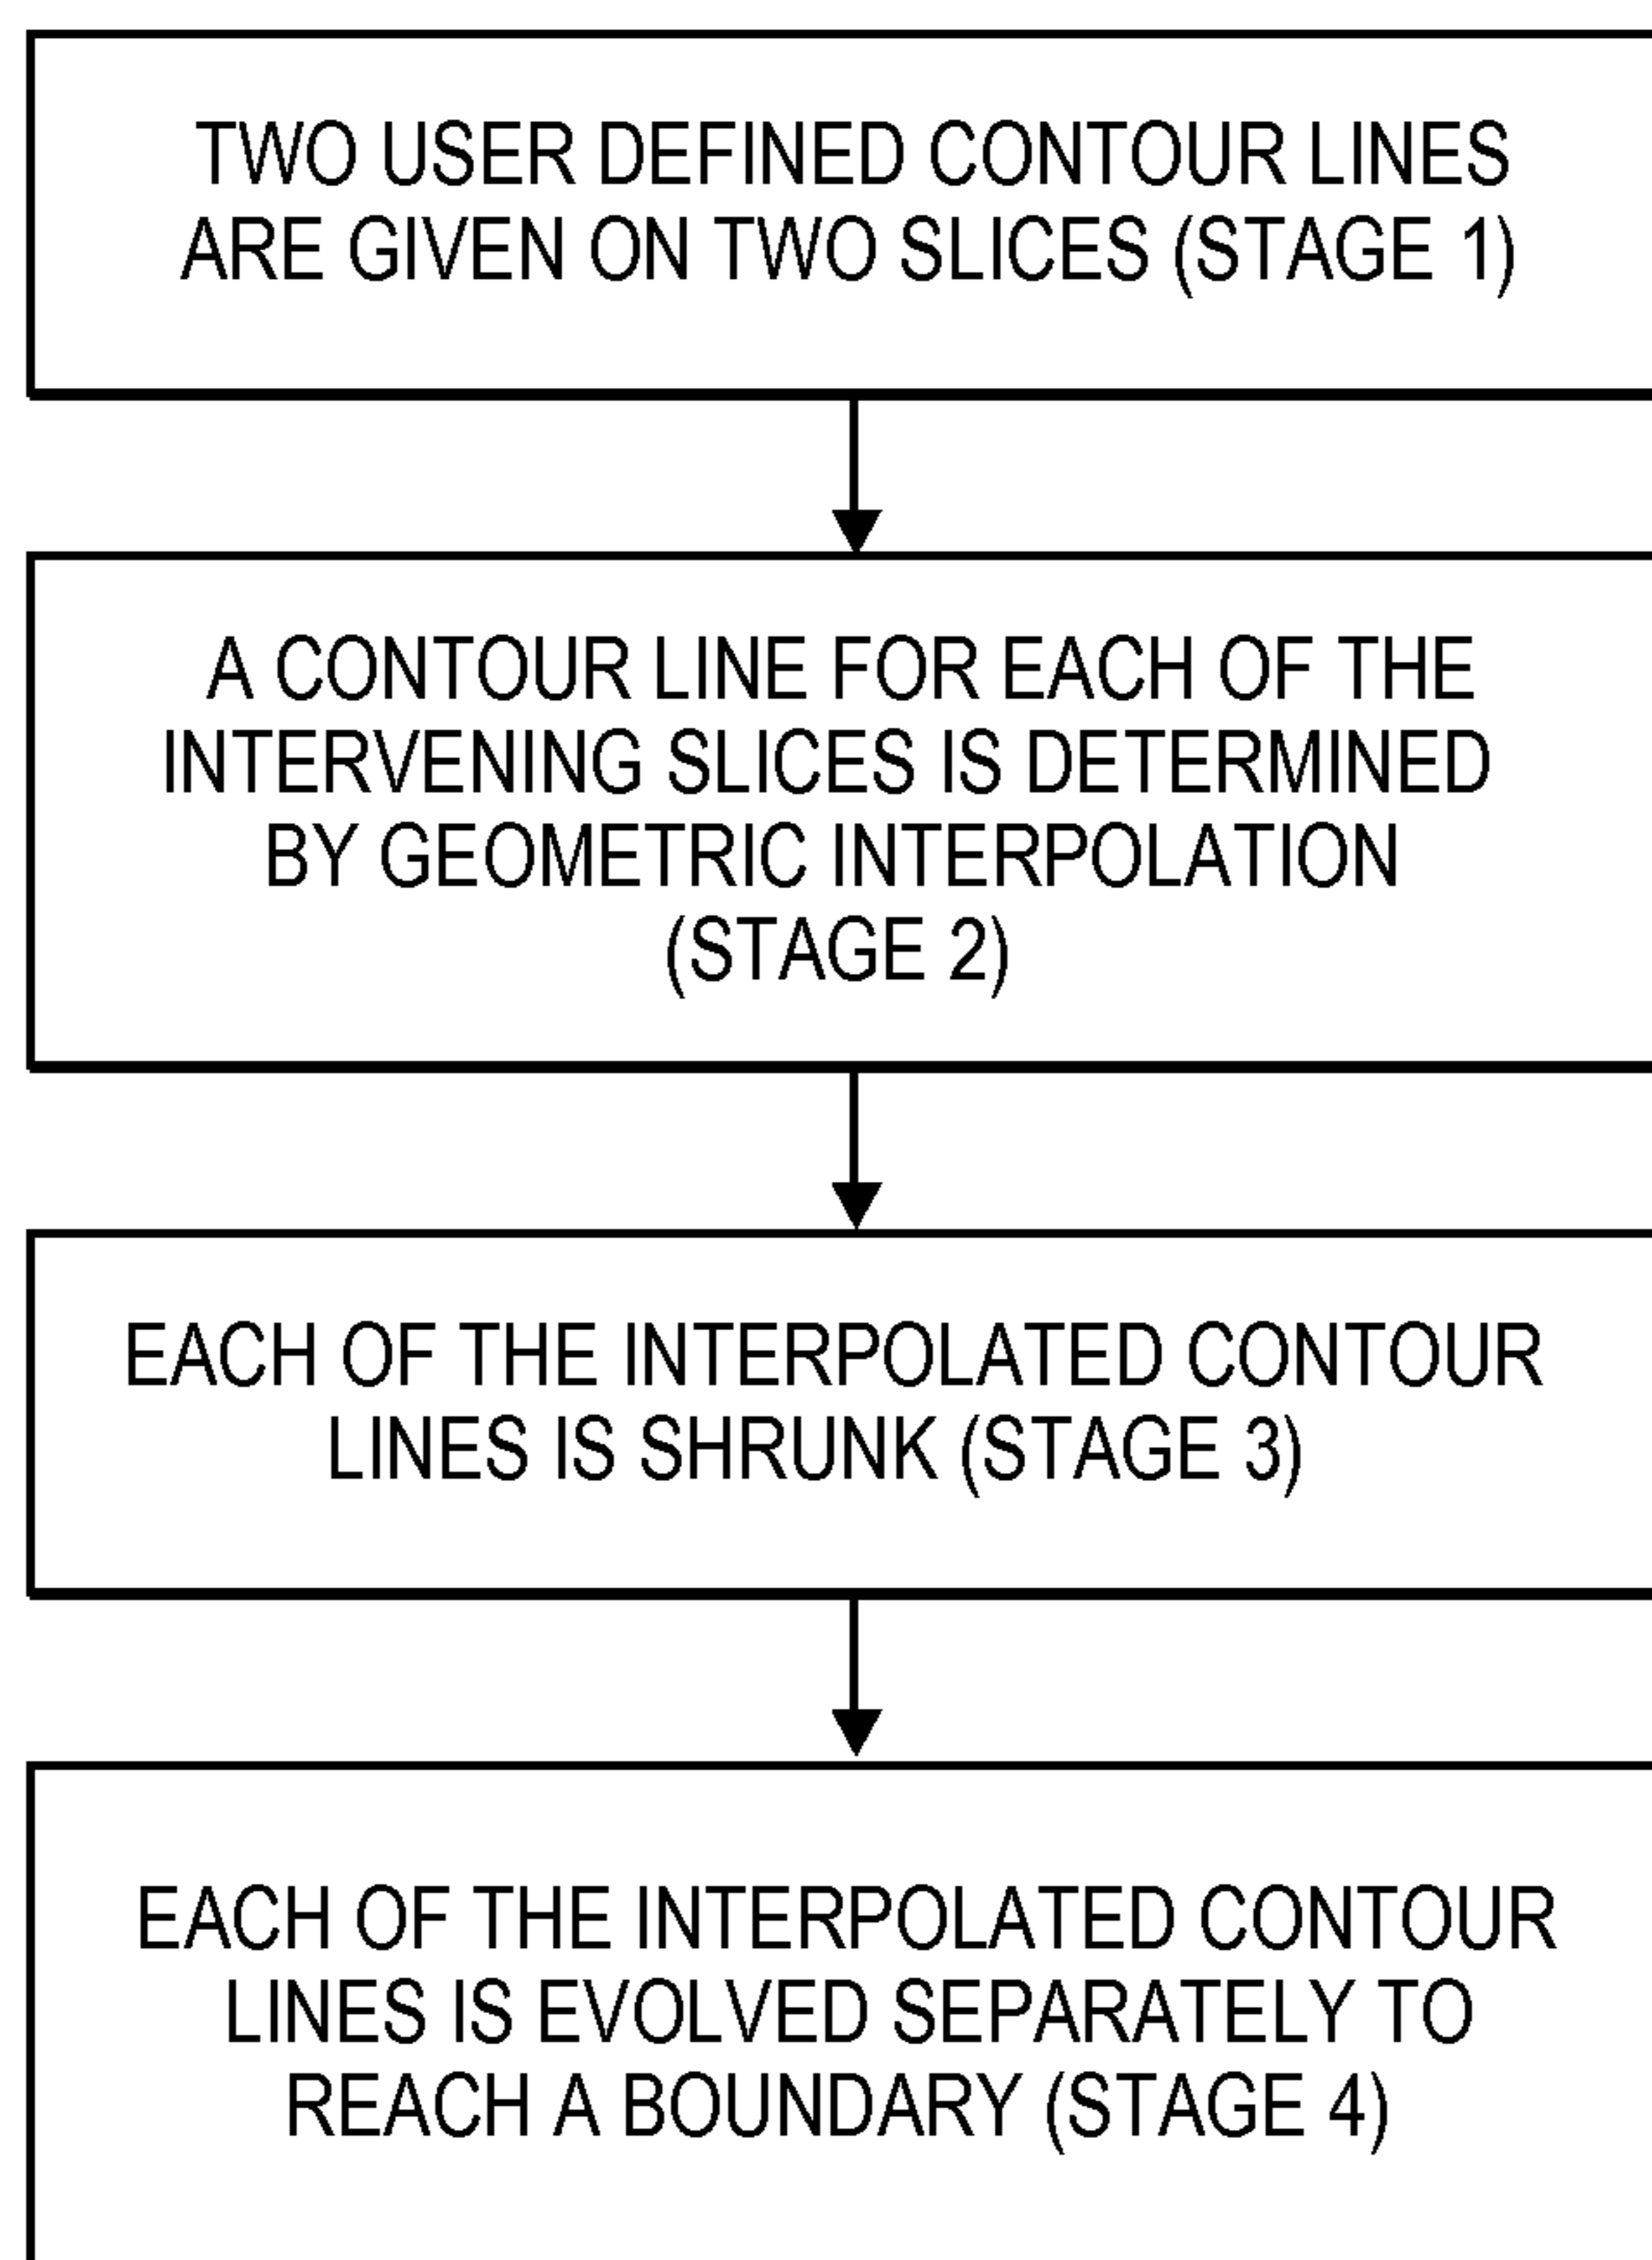 TWO USER DEFINED CONTOUR LINES
ARE GIVEN ON TWO SLICES (STAGE 1)
A CONTOUR LINE FOR EACH OF THE
INTERVENING SLICES IS DETERMINED
BY GEOMETRIC INTERPOLATION
(STAGE 2)
EACH OF THE INTERPOLATED CONTOUR
LINES IS SHRUNK (STAGE 3)
EACH OF THE INTERPOLATED CONTOUR
LINES IS EVOLVED SEPARATELY TO
REACH A BOUNDARY (STAGE 4)